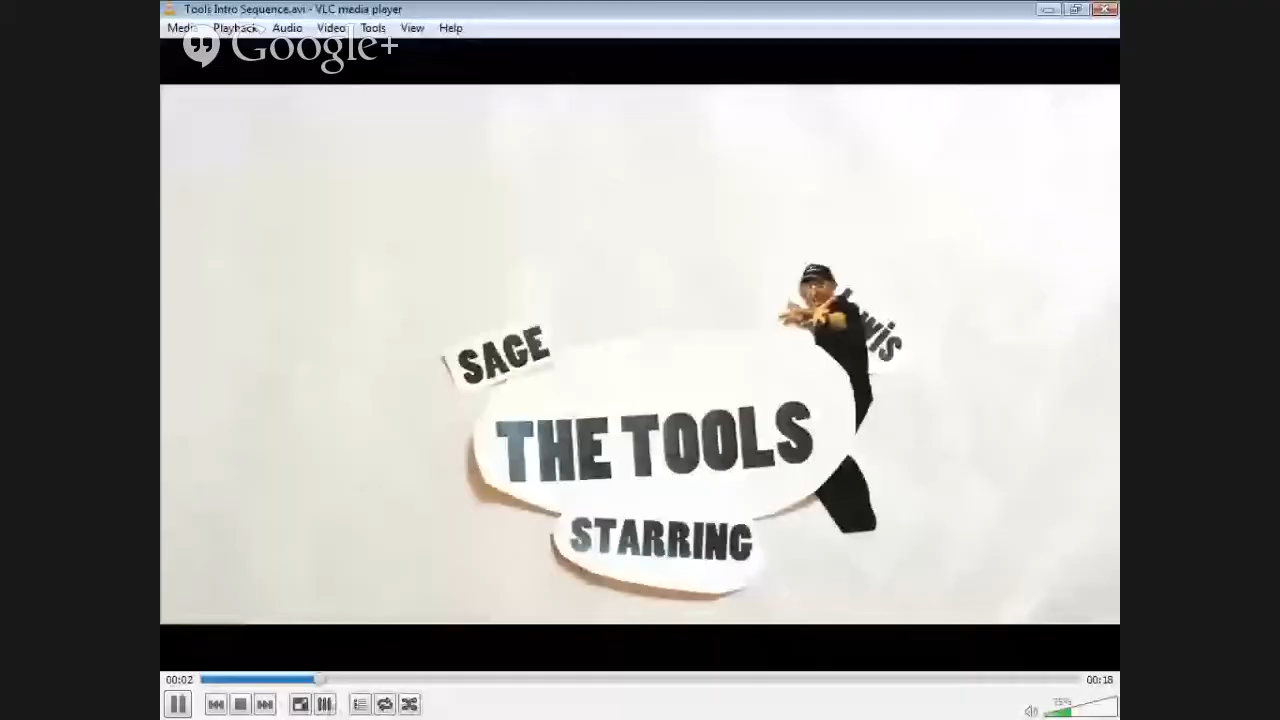 Tools Intro Sequence.avi - VLC media player
Media Playback Audio Video Tools View Help
Google+
SAGE
THE TOOLS
STARRING
00:02
00:18